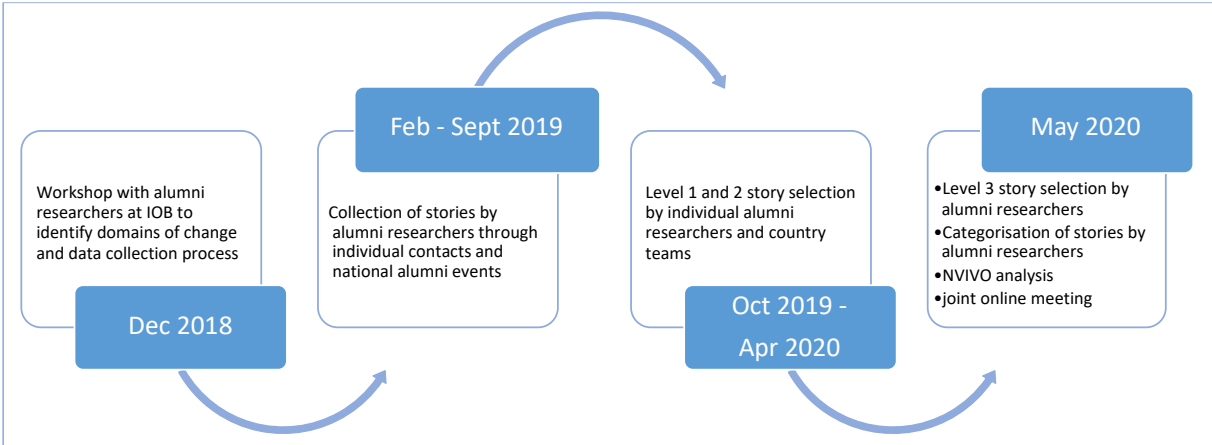 Workshop with alumni
researchers at IOB to
identify domains of change
and data collection process
Dec 2018
Feb - Sept 2019
Collection of stories by
alumni researchers through
individual contacts and
national alumni events
Level 1 and 2 story selection
by individual alumni
researchers and country
teams
Oct 2019 -
Apr 2020
May 2020
•Level 3 story selection by
alumni researchers
•Categorisation of stories by
alumni researchers
•NVIVO analysis
•joint online meeting